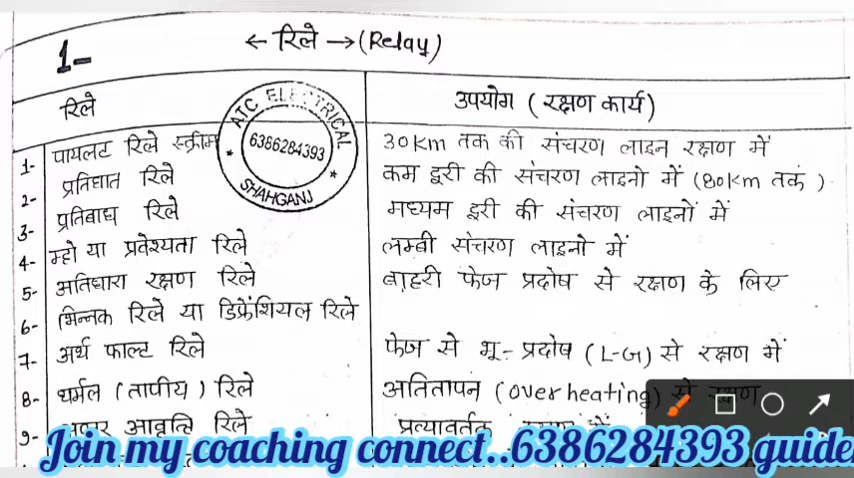 1-
← रिले → (Relay)
रिले उपयोग ( रक्षण कार्य)
ATC ELECTRICAL
6386284393
SHAHGANJ
1- पायलट रिले स्क्रीम 30Km तक की संचरण लाइन रक्षण में
2- प्रतिघात रिले कम दूरी की संचरण लाइनो में (80Km तक )
3- प्रतिबाघ रिले मध्यम दूरी की संचरण लाइनों में
4- म्हो या प्रवेश्यता रिले लम्बी संचरण लाइनो में
5- अतिधारा रक्षण रिले बाहरी फेज प्रदोष से रक्षण के लिए
6- भिन्नक रिले या डिफ्रेंशियल रिले
7- अर्थ फाल्ट रिले फेज से भू- प्रदोष (L-G) से रक्षण में
8- थर्मल (तापीय) रिले अतितापन (over heating) से रक्षण
9- आवृत्ति रिले प्रत्यावर्तक
Join my coaching connect..6386284393 guide